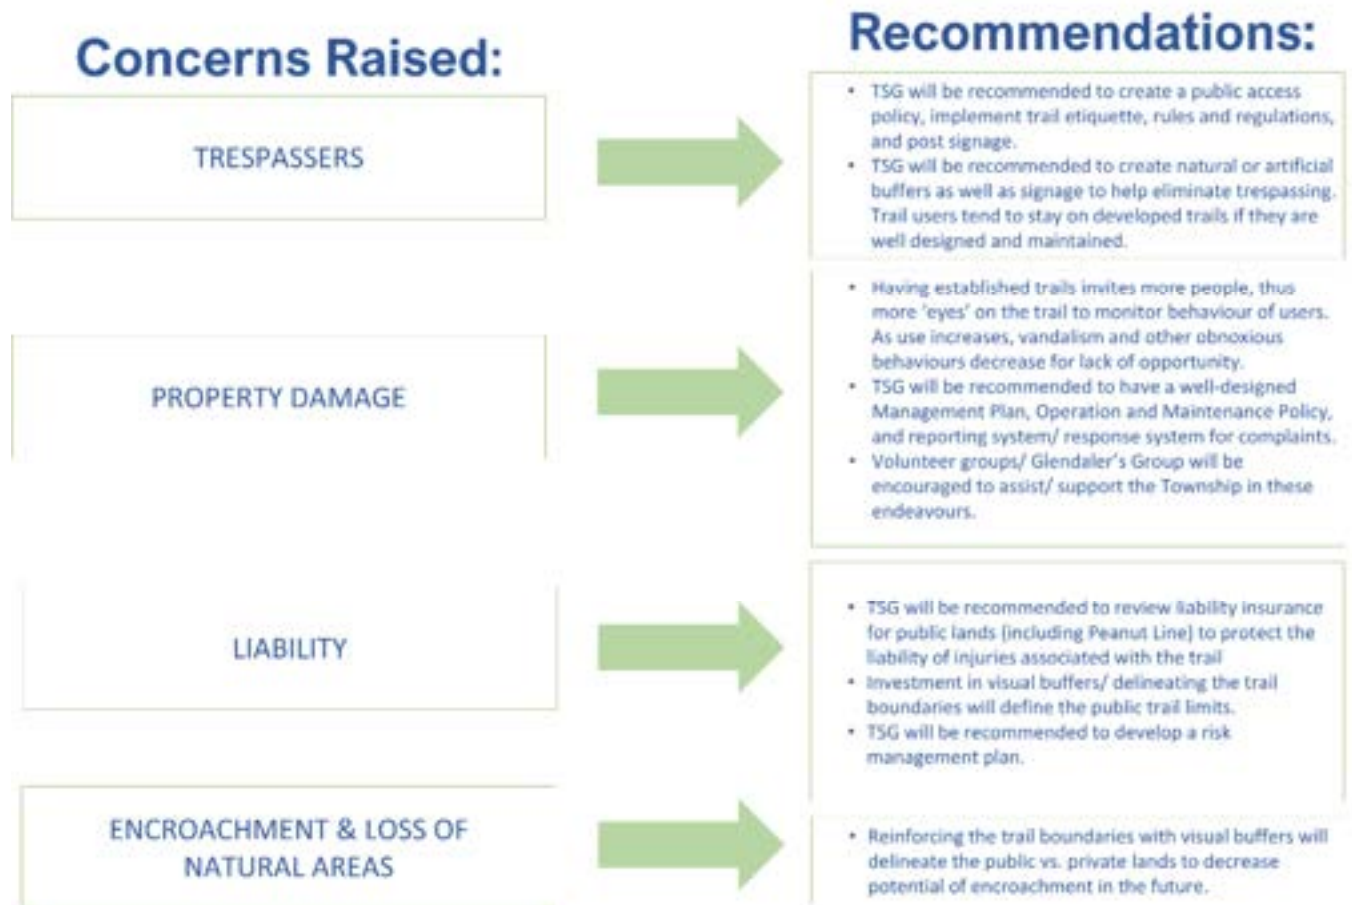 Concerns Raised:
Recommendations:
TRESPASSERS
• TSG will be recommended to create a public access
policy, implement trail etiquette, rules and regulations,
and post signage.
• TSG will be recommended to create natural or artificial
buffers as well as signage to help eliminate trespassing.
Trail users tend to stay on developed trails if they are
well designed and maintained.
PROPERTY DAMAGE
• Having established trails invites more people, thus
more 'eyes' on the trail to monitor behaviour of users.
As use increases, vandalism and other obnoxious
behaviours decrease for lack of opportunity.
• TSG will be recommended to have a well-designed
Management Plan, Operation and Maintenance Policy,
and reporting system/ response system for complaints.
• Volunteer groups/ Glendaler's Group will be
encouraged to assist/ support the Township in these
endeavours.
LIABILITY
• TSG will be recommended to review liability insurance
for public lands (including Peanut Line) to protect the
liability of injuries associated with the trail
• Investment in visual buffers/ delineating the trail
boundaries will define the public trail limits.
• TSG will be recommended to develop a risk
management plan.
ENCROACHMENT & LOSS OF
NATURAL AREAS
• Reinforcing the trail boundaries with visual buffers will
delineate the public vs. private lands to decrease
potential of encroachment in the future.